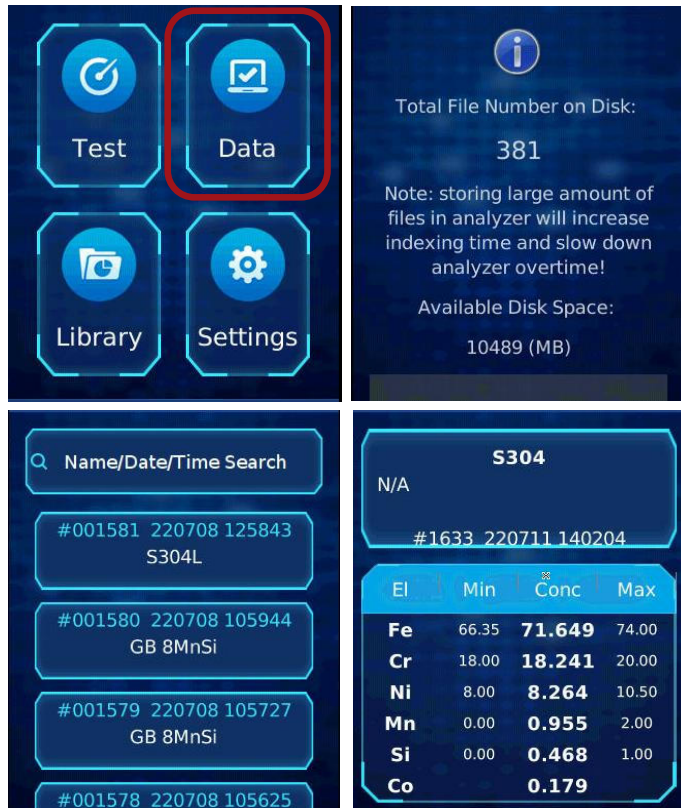 Test
Data
Library
Settings
Total File Number on Disk:
381
Note: storing large amount of
files in analyzer will increase
indexing time and slow down
analyzer overtime!
Available Disk Space:
10489 (MB)
Name/Date/Time Search
#001581 220708 125843
S304L
#001580 220708 105944
GB 8MnSi
#001579 220708 105727
GB 8MnSi
#001578 220708 105625
S304
N/A
#1633 220711 140204
El Min Conc Max
Fe 66.35 71.649 74.00
Cr 18.00 18.241 20.00
Ni 8.00 8.264 10.50
Mn 0.00 0.955 2.00
Si 0.00 0.468 1.00
Co 0.179